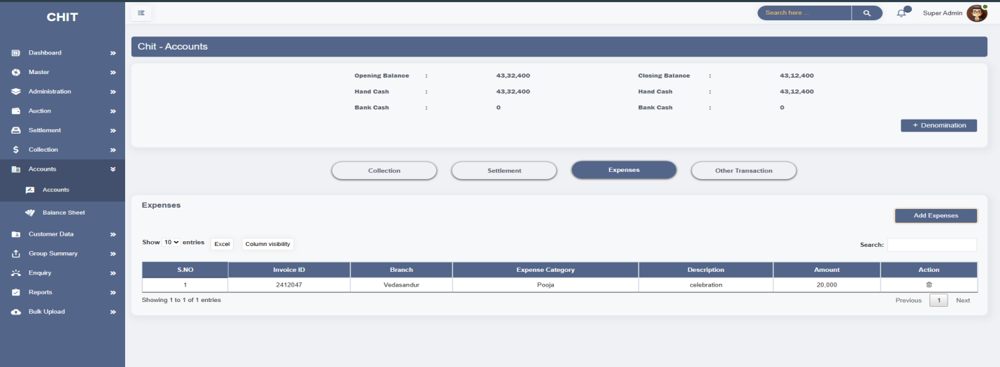 CHIT
Search here ...
Super Admin
Dashboard
Master
Administration
Auction
Settlement
Collection
Accounts
Accounts
Balance Sheet
Customer Data
Group Summary
Enquiry
Reports
Bulk Upload
Chit - Accounts
Opening Balance : 43,32,400 Closing Balance : 43,12,400
Hand Cash : 43,32,400 Hand Cash : 43,12,400
Bank Cash : 0 Bank Cash : 0
+ Denomination
Collection Settlement Expenses Other Transaction
Expenses
Add Expenses
Show 10 entries Excel Column visibility Search:
S.NO Invoice ID Branch Expense Category Description Amount Action
1 2412047 Vedasandur Pooja celebration 20,000
Showing 1 to 1 of 1 entries Previous 1 Next